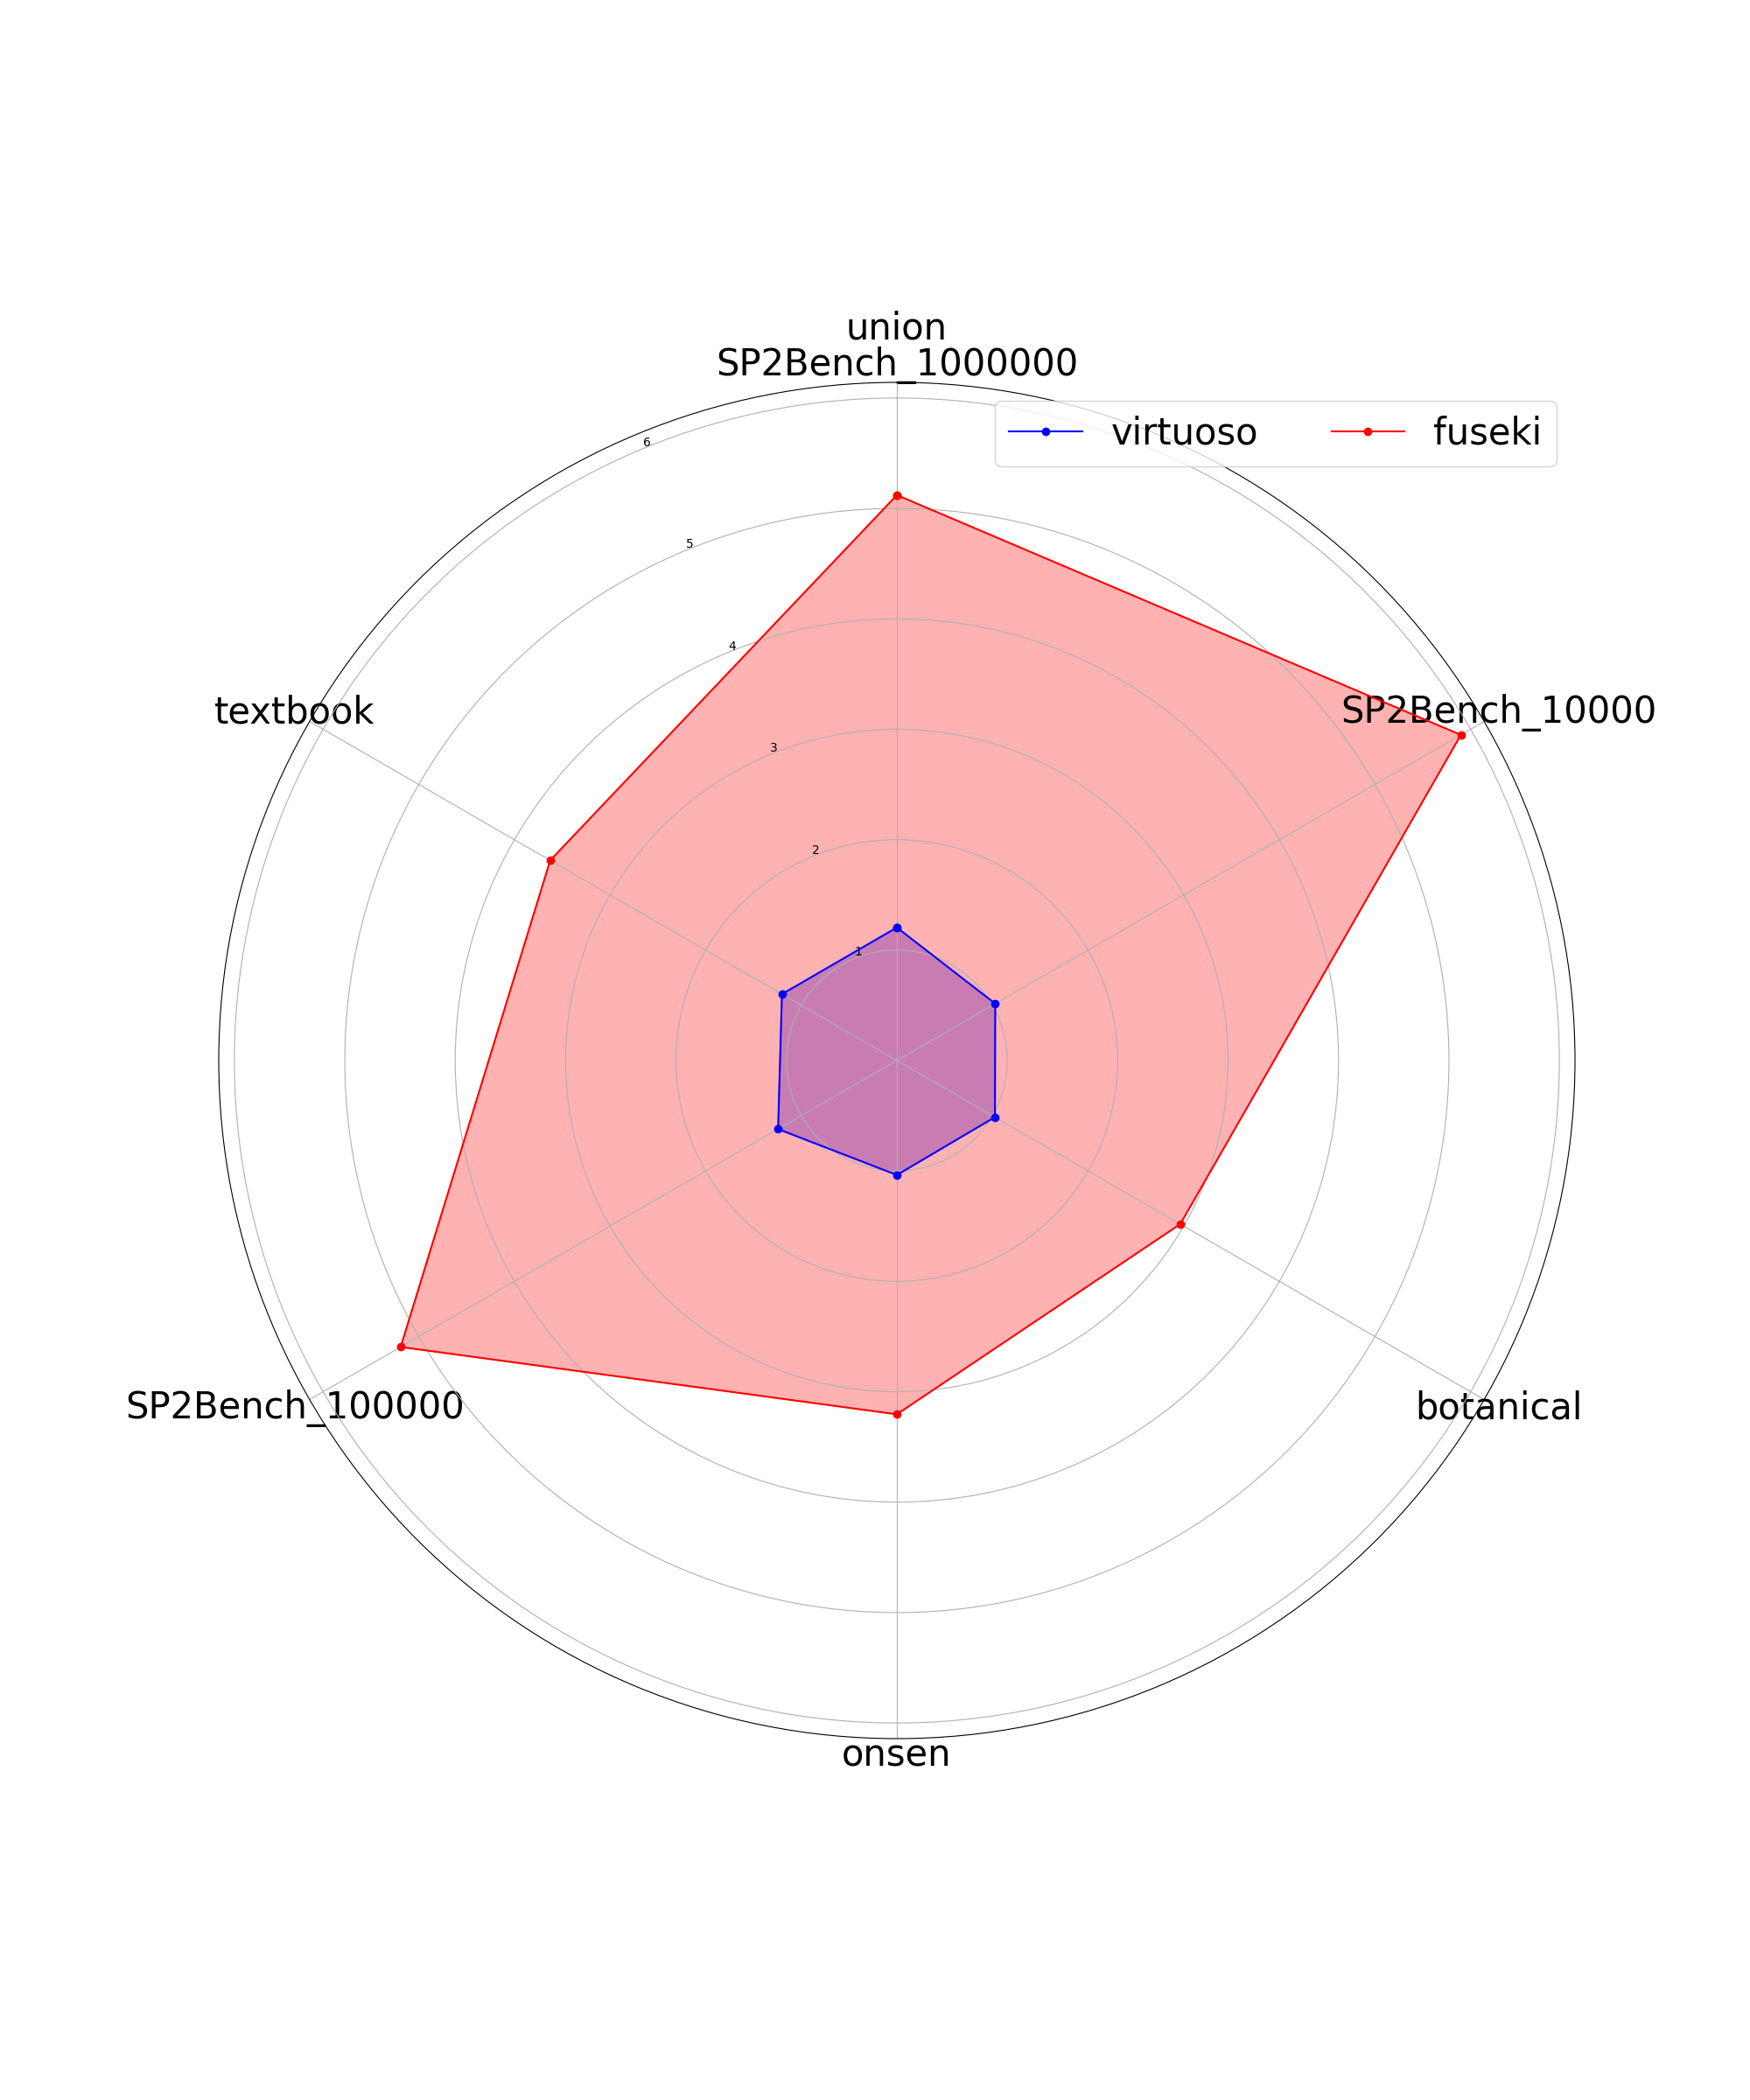 union
SP2Bench_1000000
virtuoso
fuseki
6
5
4
3
2
1
textbook
SP2Bench_10000
SP2Bench_100000
botanical
onsen